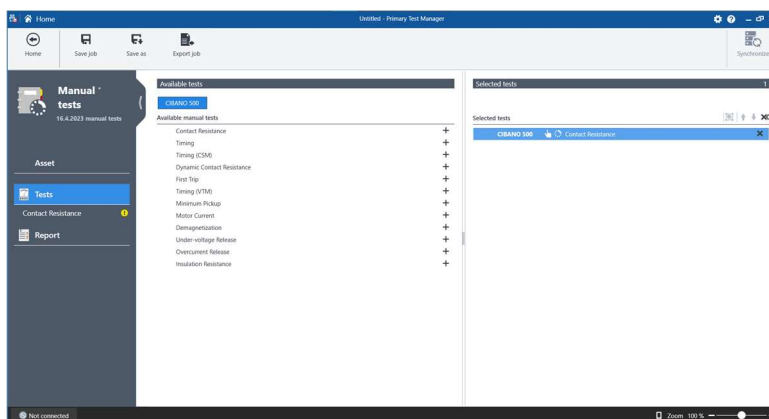 Home
Untitled - Primary Test Manager
Home
Save job
Save as
Export job
Synchronize
Manual tests
16.4.2023 manual tests
Asset
Tests
Contact Resistance
Report
Available tests
CIBANO 500
Available manual tests
Contact Resistance
Timing
Timing (CSM)
Dynamic Contact Resistance
First Trip
Timing (VTM)
Minimum Pickup
Motor Current
Demagnetization
Under-voltage Release
Overcurrent Release
Insulation Resistance
Selected tests 1
Selected tests
CIBANO 500 Contact Resistance
Not connected
Zoom 100 %